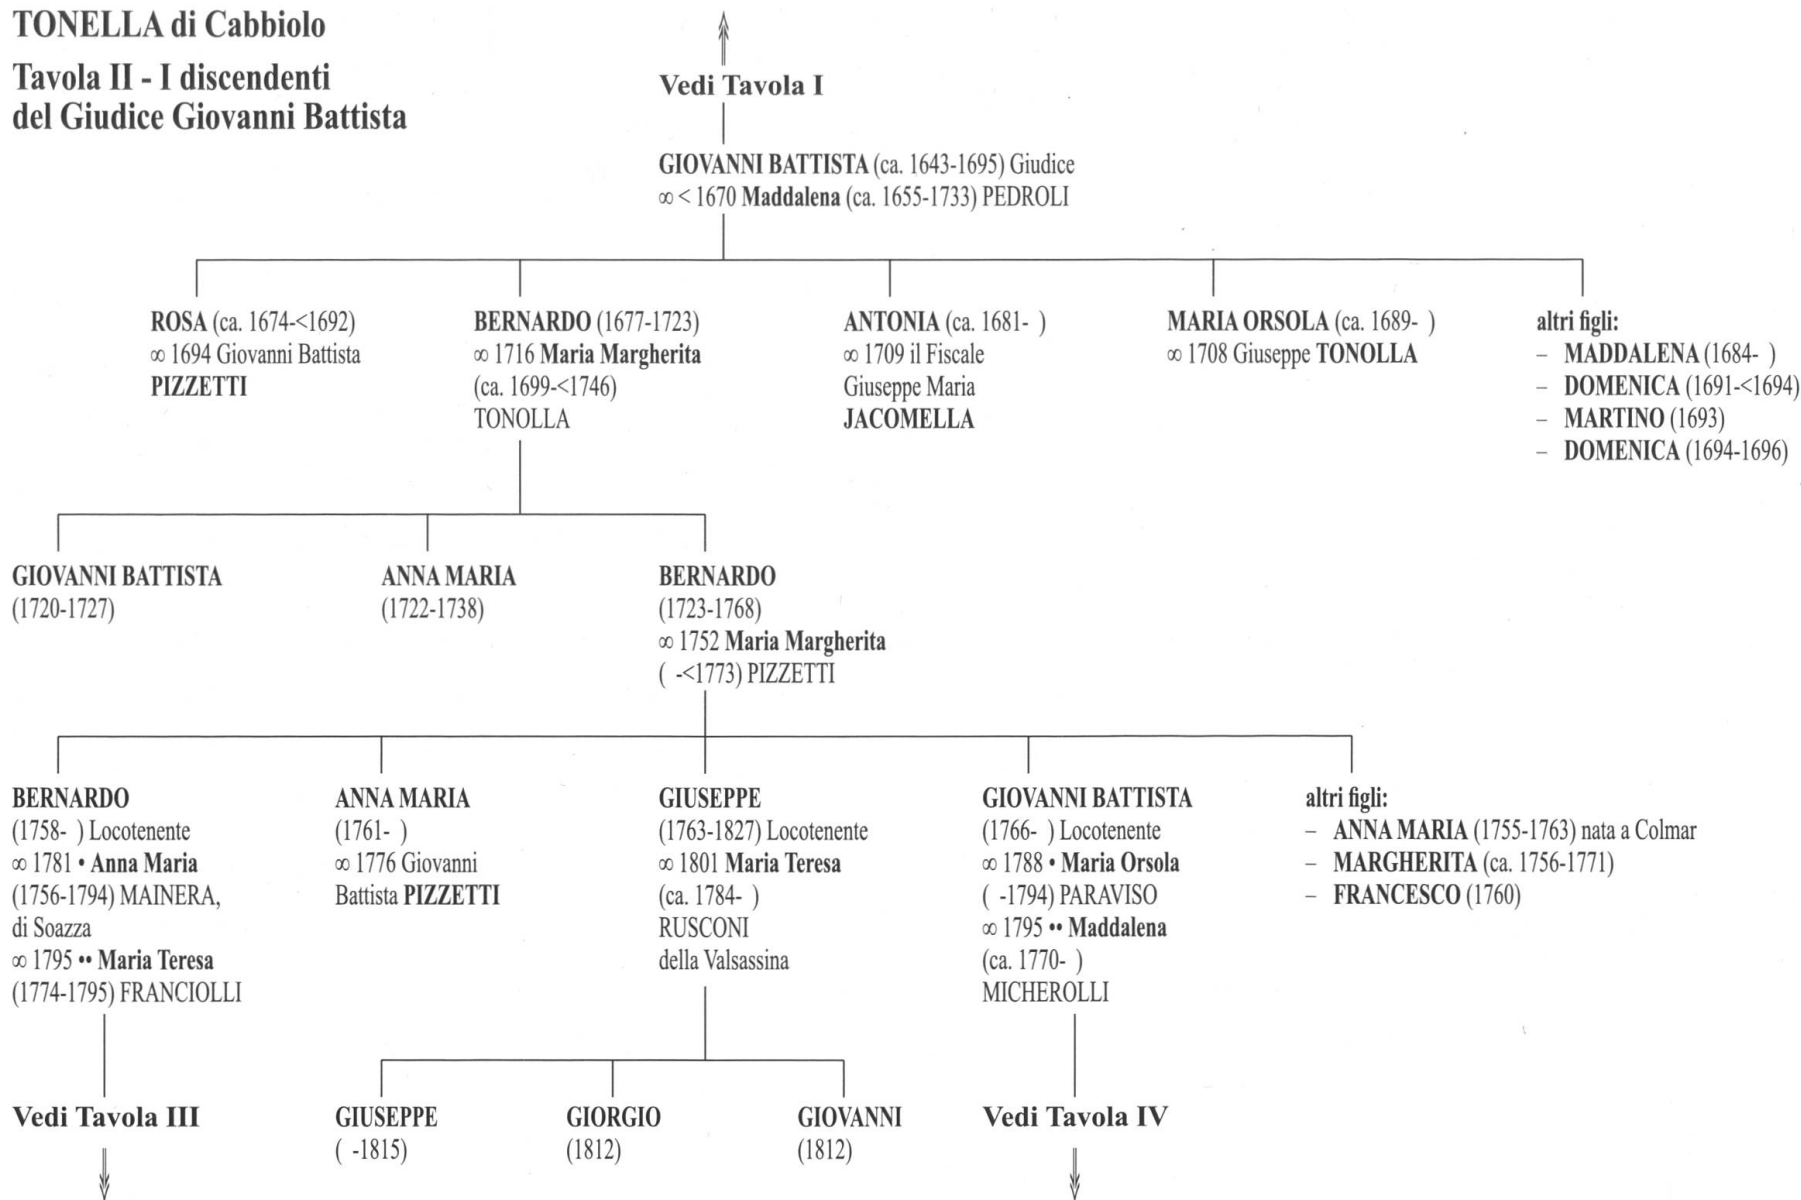 TONELLA di Cabbiolo
Tavola II - I discendenti
del Giudice Giovanni Battista
Vedi Tavola I
GIOVANNI BATTISTA (ca. 1643-1695) Giudice
∞ < 1670 Maddalena (ca. 1655-1733) PEDROLI
ROSA (ca. 1674-<1692)
∞ 1694 Giovanni Battista
PIZZETTI
BERNARDO (1677-1723)
∞ 1716 Maria Margherita
(ca. 1699-<1746)
TONOLLA
ANTONIA (ca. 1681- )
∞ 1709 il Fiscale
Giuseppe Maria
JACOMELLA
MARIA ORSOLA (ca. 1689- )
∞ 1708 Giuseppe TONOLLA
altri figli:
– MADDALENA (1684- )
– DOMENICA (1691-<1694)
– MARTINO (1693)
– DOMENICA (1694-1696)
GIOVANNI BATTISTA
(1720-1727)
ANNA MARIA
(1722-1738)
BERNARDO
(1723-1768)
∞ 1752 Maria Margherita
( -<1773) PIZZETTI
BERNARDO
(1758- ) Locotenente
∞ 1781 • Anna Maria
(1756-1794) MAINERA,
di Soazza
∞ 1795 •• Maria Teresa
(1774-1795) FRANCIOLLI
ANNA MARIA
(1761- )
∞ 1776 Giovanni
Battista PIZZETTI
GIUSEPPE
(1763-1827) Locotenente
∞ 1801 Maria Teresa
(ca. 1784- )
RUSCONI
della Valsassina
GIOVANNI BATTISTA
(1766- ) Locotenente
∞ 1788 • Maria Orsola
( -1794) PARAVISO
∞ 1795 •• Maddalena
(ca. 1770- )
MICHEROLLI
altri figli:
– ANNA MARIA (1755-1763) nata a Colmar
– MARGHERITA (ca. 1756-1771)
– FRANCESCO (1760)
Vedi Tavola III
GIUSEPPE
( -1815)
GIORGIO
(1812)
GIOVANNI
(1812)
Vedi Tavola IV